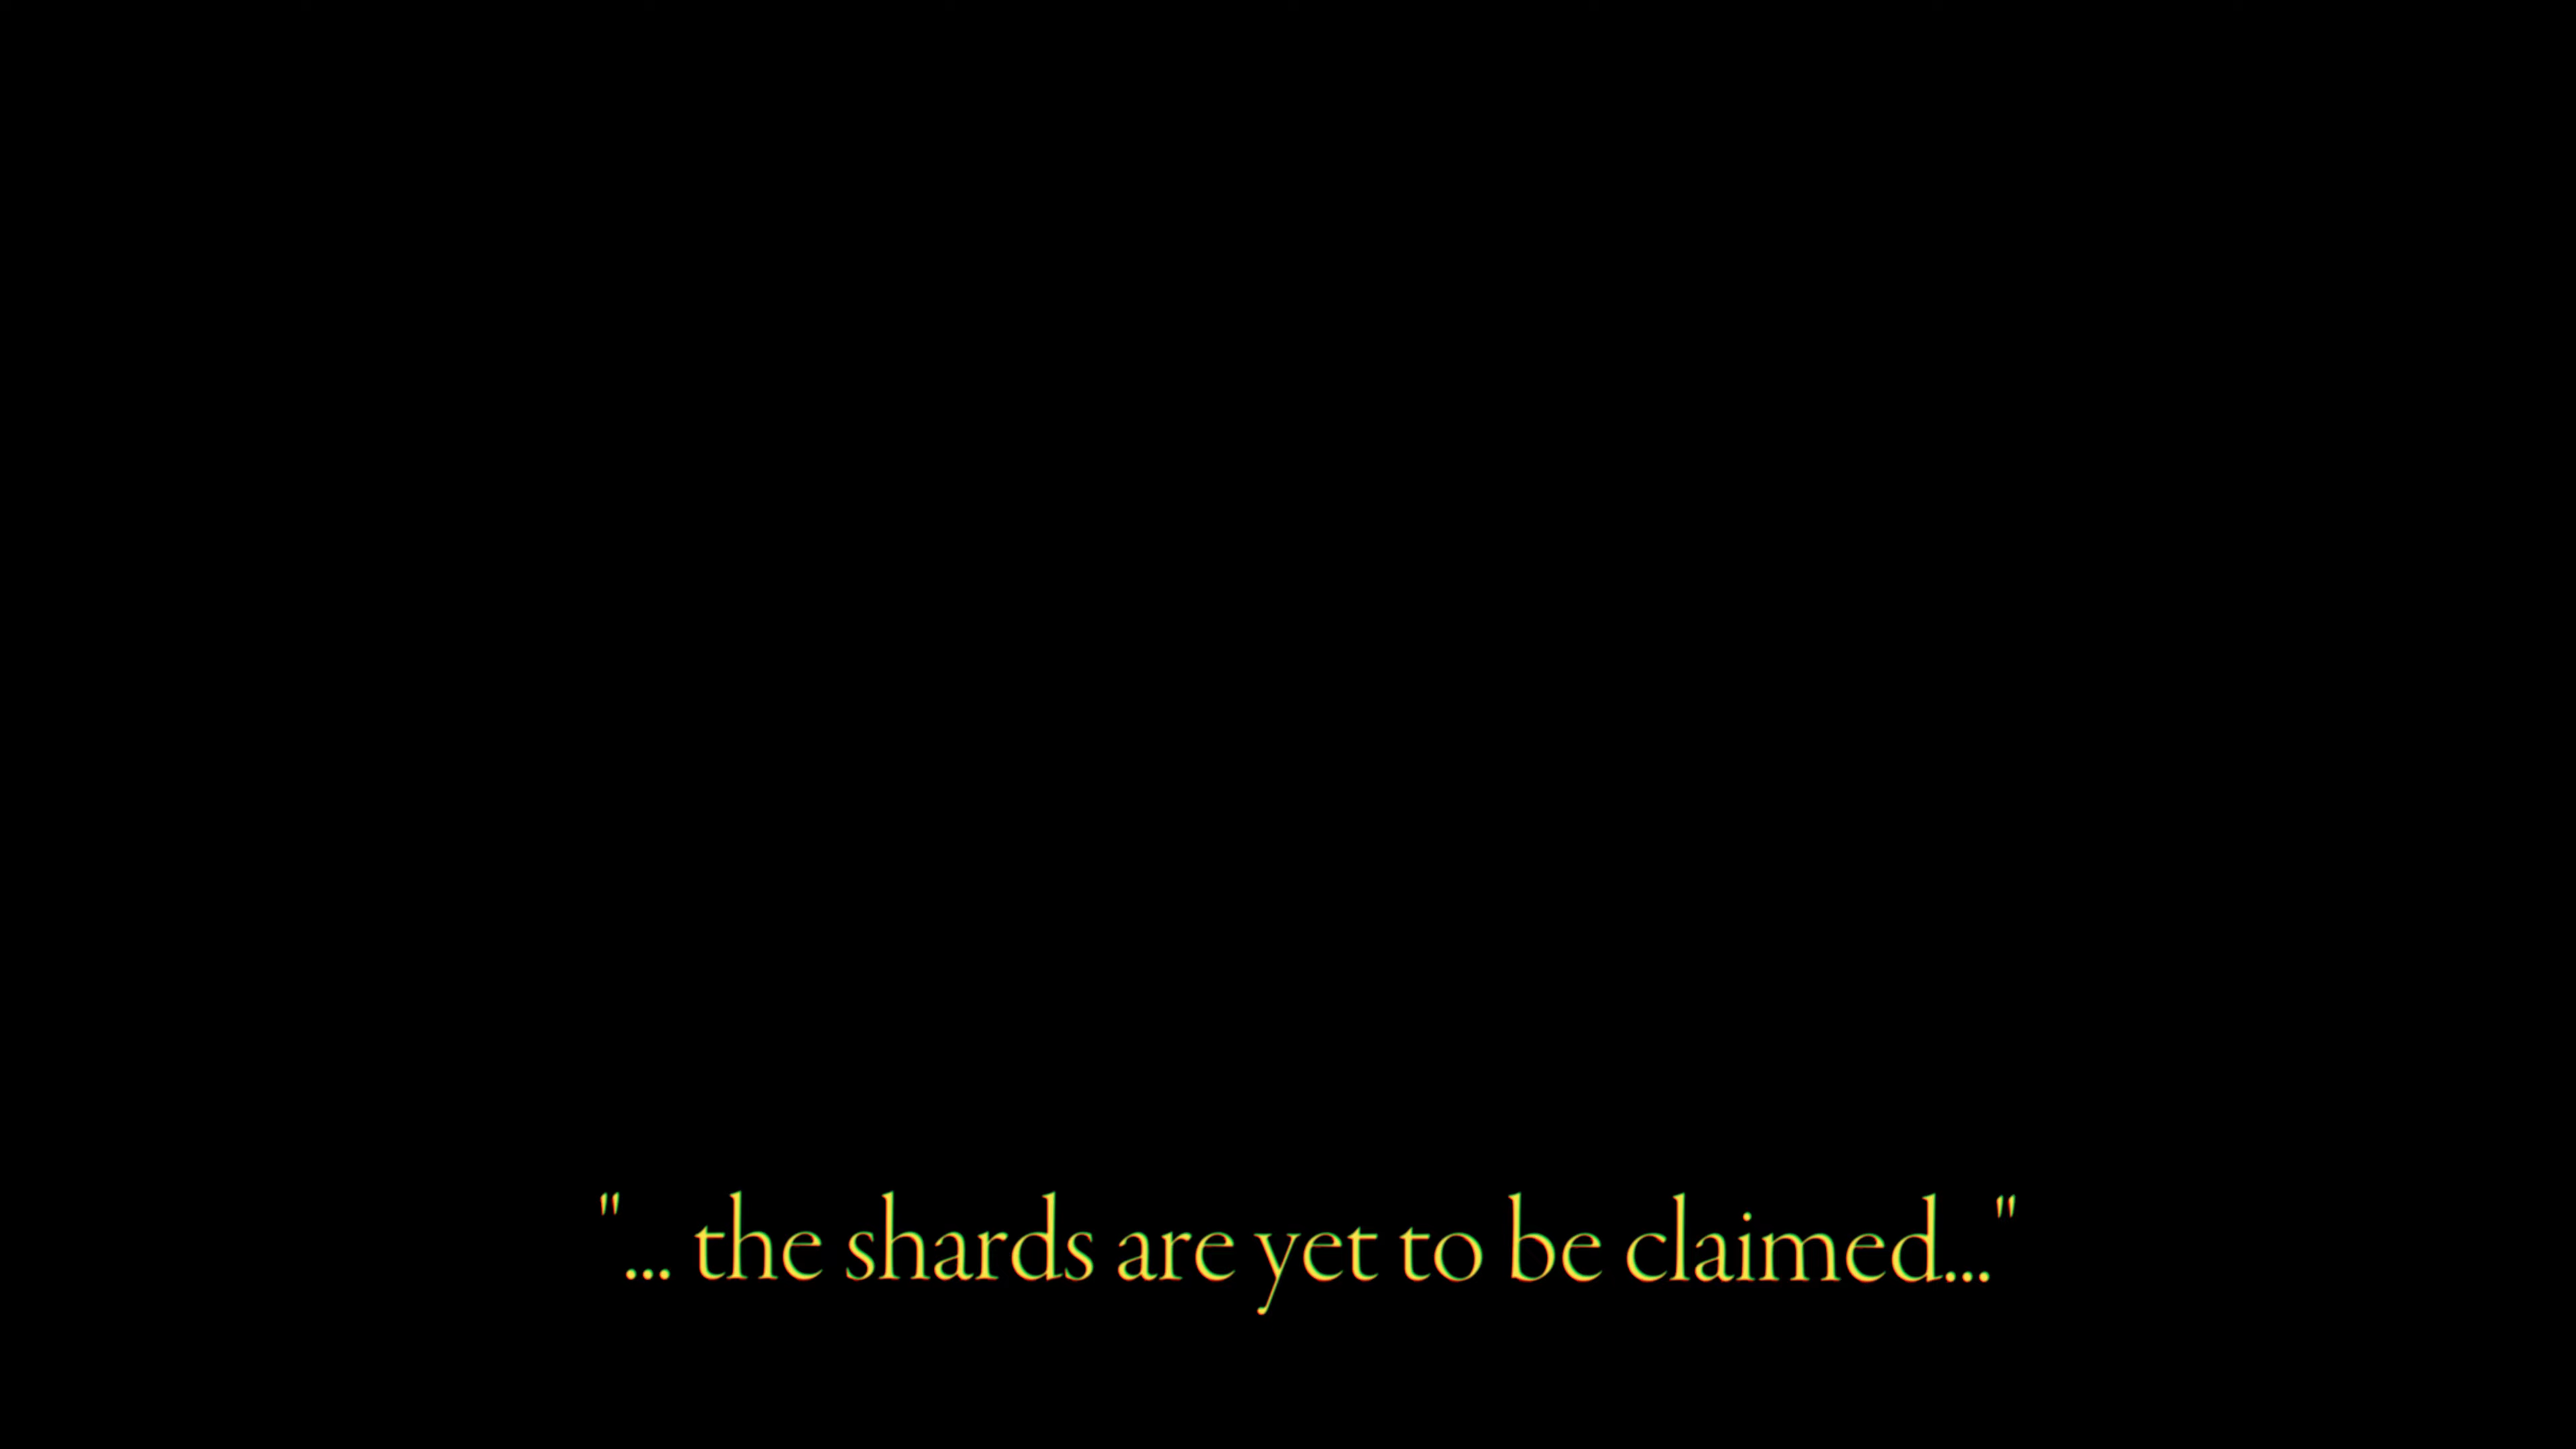 "... the shards are yet to be claimed..."